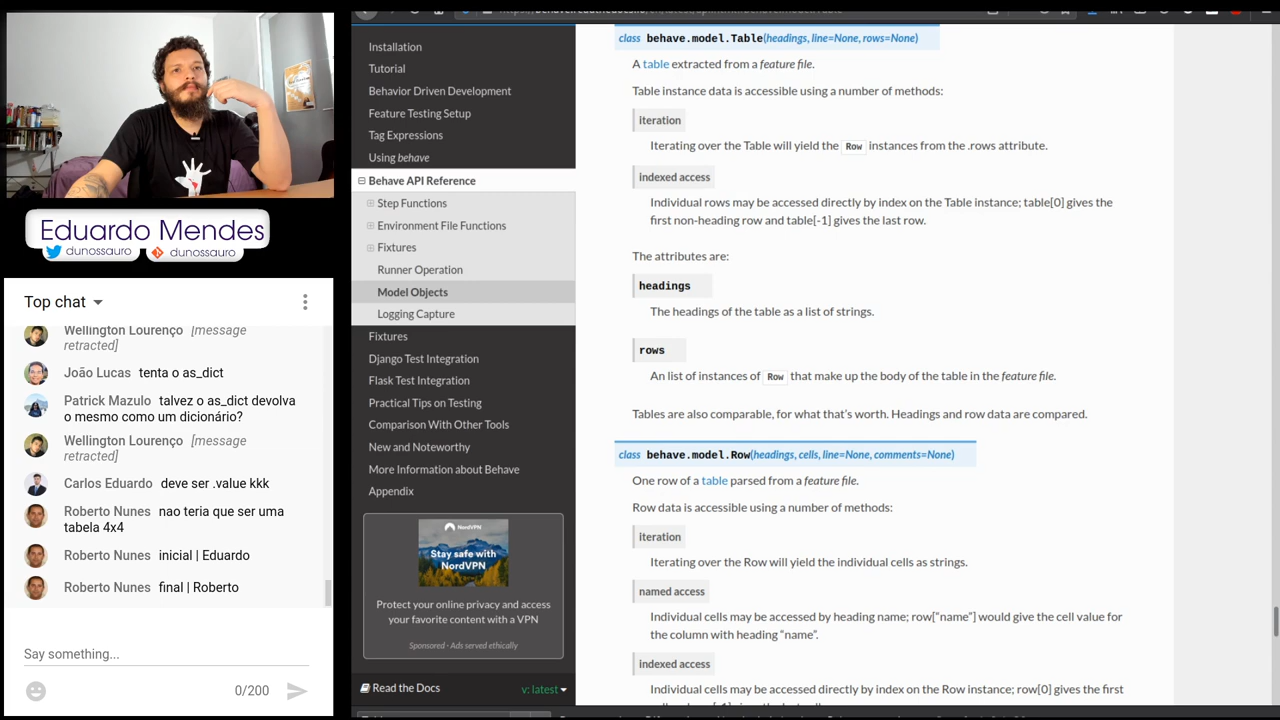 Eduardo Mendes
dunossauro
dunossauro
Top chat
Wellington Lourenço [message
retracted]
João Lucas tenta o as_dict
Patrick Mazulo talvez o as_dict devolva
o mesmo como um dicionário?
Wellington Lourenço [message
retracted]
Carlos Eduardo deve ser .value kkk
Roberto Nunes nao teria que ser uma
tabela 4x4
Roberto Nunes inicial | Eduardo
Roberto Nunes final | Roberto
Say something...
0/200
Installation
Tutorial
Behavior Driven Development
Feature Testing Setup
Tag Expressions
Using behave
Behave API Reference
Step Functions
Environment File Functions
Fixtures
Runner Operation
Model Objects
Logging Capture
Fixtures
Django Test Integration
Flask Test Integration
Practical Tips on Testing
Comparison With Other Tools
New and Noteworthy
More Information about Behave
Appendix
NordVPN
Stay safe with
NordVPN
Protect your online privacy and access
your favorite content with a VPN
Sponsored · Ads served ethically
Read the Docs
v: latest
class behave.model.Table(headings, line=None, rows=None)
A table extracted from a feature file.
Table instance data is accessible using a number of methods:
iteration
Iterating over the Table will yield the Row instances from the .rows attribute.
indexed access
Individual rows may be accessed directly by index on the Table instance; table[0] gives the
first non-heading row and table[-1] gives the last row.
The attributes are:
headings
The headings of the table as a list of strings.
rows
An list of instances of Row that make up the body of the table in the feature file.
Tables are also comparable, for what that's worth. Headings and row data are compared.
class behave.model.Row(headings, cells, line=None, comments=None)
One row of a table parsed from a feature file.
Row data is accessible using a number of methods:
iteration
Iterating over the Row will yield the individual cells as strings.
named access
Individual cells may be accessed by heading name; row["name"] would give the cell value for
the column with heading "name".
indexed access
Individual cells may be accessed directly by index on the Row instance; row[0] gives the first